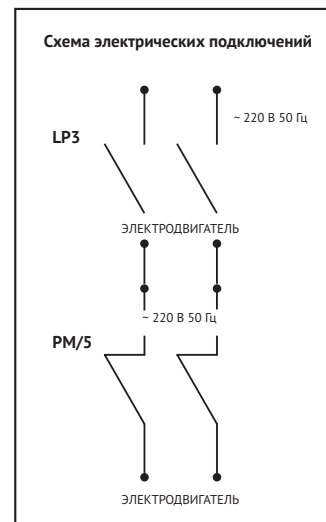 Схема электрических подключений
~ 220 В 50 Гц
LP3
ЭЛЕКТРОДВИГАТЕЛЬ
~ 220 В 50 Гц
PM/5
ЭЛЕКТРОДВИГАТЕЛЬ